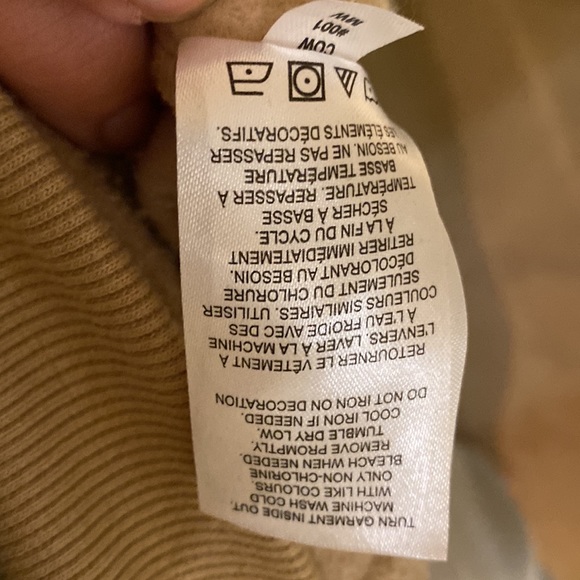 TURN GARMENT INSIDE OUT.
MACHINE WASH COLD
WITH LIKE COLOURS.
ONLY NON-CHLORINE
BLEACH WHEN NEEDED.
REMOVE PROMPTLY.
TUMBLE DRY LOW.
COOL IRON IF NEEDED.
DO NOT IRON ON DECORATION
RETOURNER LE VÊTEMENT À
L'ENVERS. LAVER À LA MACHINE
À L'EAU FROIDE AVEC DES
COULEURS SIMILAIRES. UTILISER
SEULEMENT DU CHLORURE
DÉCOLORANT AU BESOIN.
RETIRER IMMÉDIATEMENT
À LA FIN DU CYCLE.
SÉCHER À BASSE
TEMPÉRATURE. REPASSER À
BASSE TEMPÉRATURE
AU BESOIN. NE PAS REPASSER
LES ÉLÉMENTS DÉCORATIFS.
COW
#001
MW